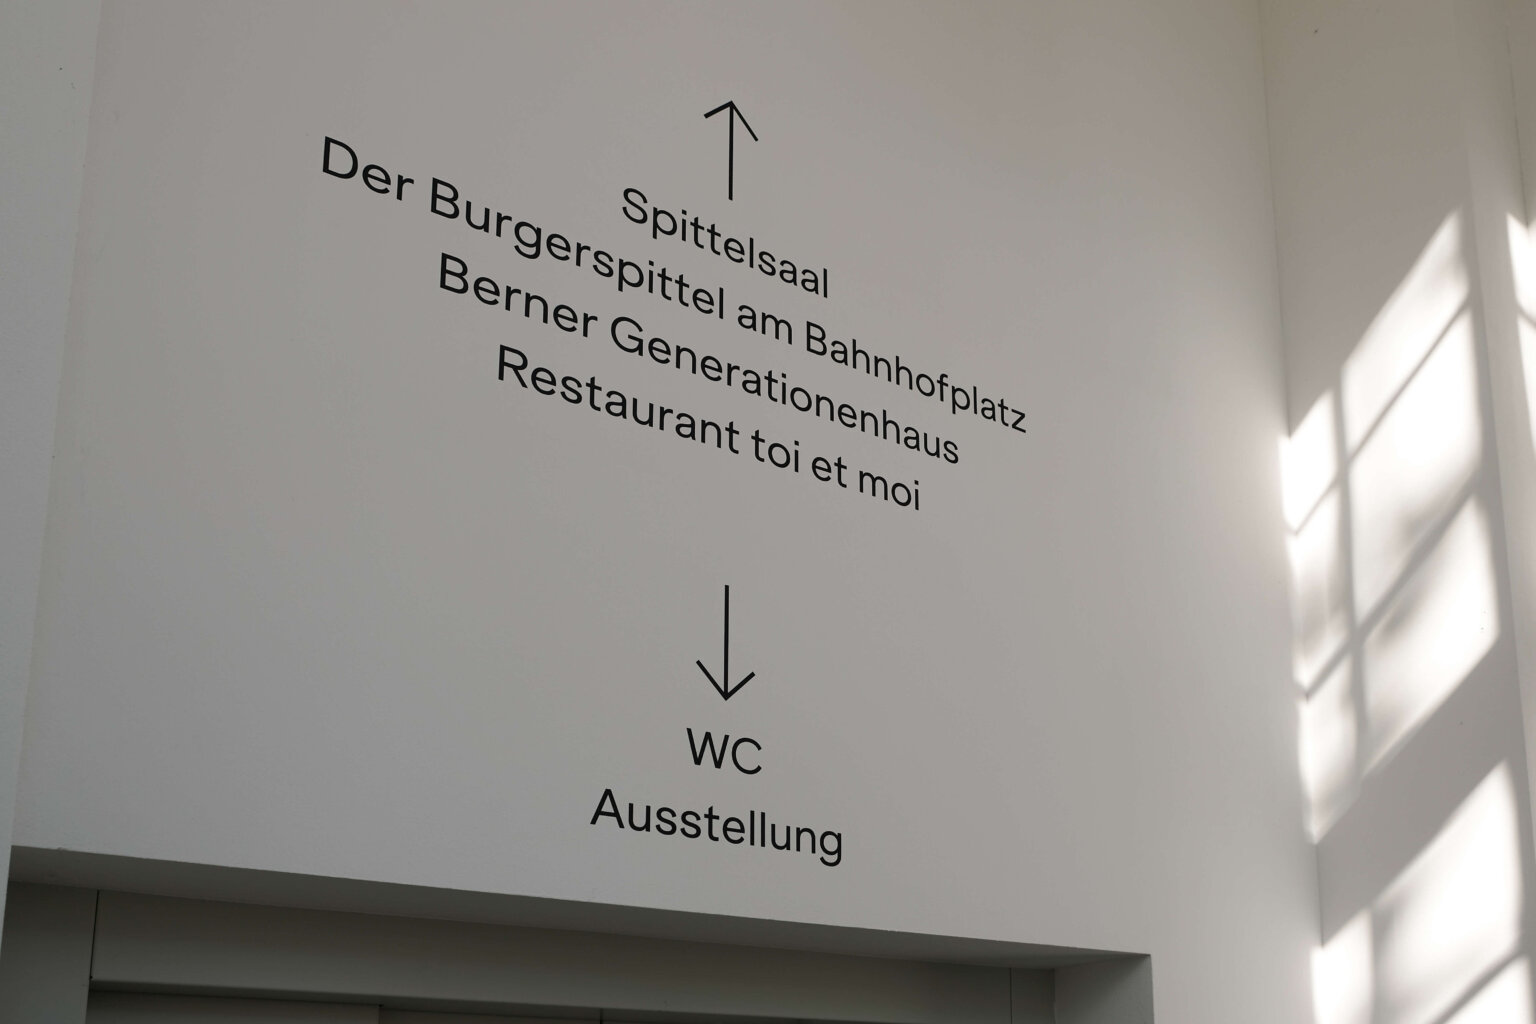 Spittelsaal
Der Burgerspittel am Bahnhofplatz
Berner Generationenhaus
Restaurant toi et moi
WC
Ausstellung